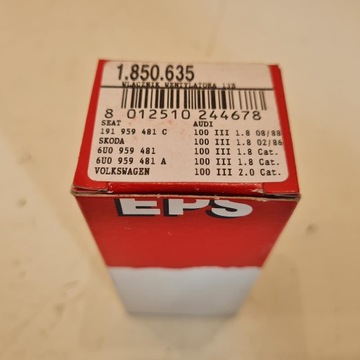 1.850.635
WLACZNIK WENTYLATORA
8 012510 244678
SEAT AUDI
191 959 481 C 100 III 1.8 08/88
SKODA 100 III 1.8 02/86
6U0 959 481 100 III 1.8 Cat.
6U0 959 481 A 100 III 1.8 Cat.
VOLKSWAGEN 100 III 2.0 Cat.
EPS